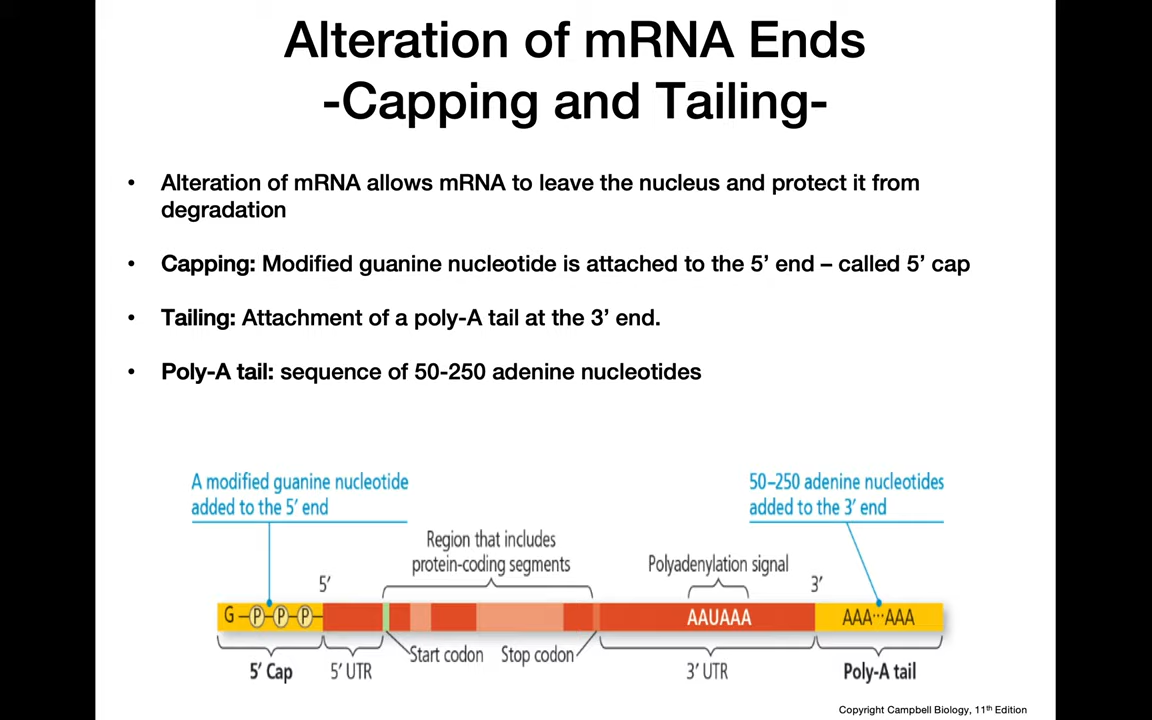 Alteration of mRNA Ends
-Capping and Tailing-
• Alteration of mRNA allows mRNA to leave the nucleus and protect it from
degradation
• Capping: Modified guanine nucleotide is attached to the 5’ end – called 5’ cap
• Tailing: Attachment of a poly-A tail at the 3’ end.
• Poly-A tail: sequence of 50-250 adenine nucleotides
A modified guanine nucleotide
added to the 5′ end
50–250 adenine nucleotides
added to the 3′ end
Region that includes
protein-coding segments
Polyadenylation signal
5′
3′
G P P P
AAUAAA
AAA···AAA
Start codon
Stop codon
5′ Cap
5′ UTR
3′ UTR
Poly-A tail
Copyright Campbell Biology, 11th Edition